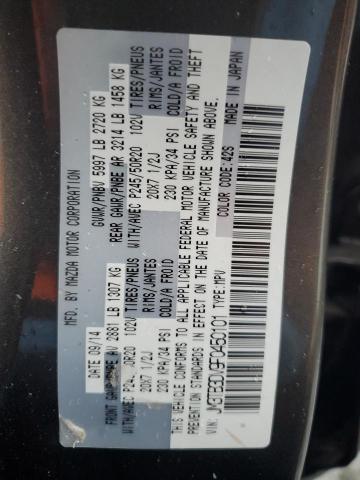 MFD. BY MAZDA MOTOR CORPORATION
DATE 09/14 GVWR/PNBV 5997 LB 2720 KG
FRONT GAWR/PNBE AV 2881 LB 1307 KG REAR GAWR/PNBE AR 3214 LB 1458 KG
WITH/AVEC P245/50R20 102V TIRES/PNEUS WITH/AVEC P245/50R20 102V TIRES/PNEUS
20X7 1/2J RIMS/JANTES 20X7 1/2J RIMS/JANTES
230 KPA/34 PSI COLD/A FROID 230 KPA/34 PSI COLD/A FROID
THIS VEHICLE CONFORMS TO ALL APPLICABLE FEDERAL MOTOR VEHICLE SAFETY AND THEFT
PREVENTION STANDARDS IN EFFECT ON THE DATE OF MANUFACTURE SHOWN ABOVE.
VIN: TYPE:MPV COLOR CODE:42S MADE IN JAPAN